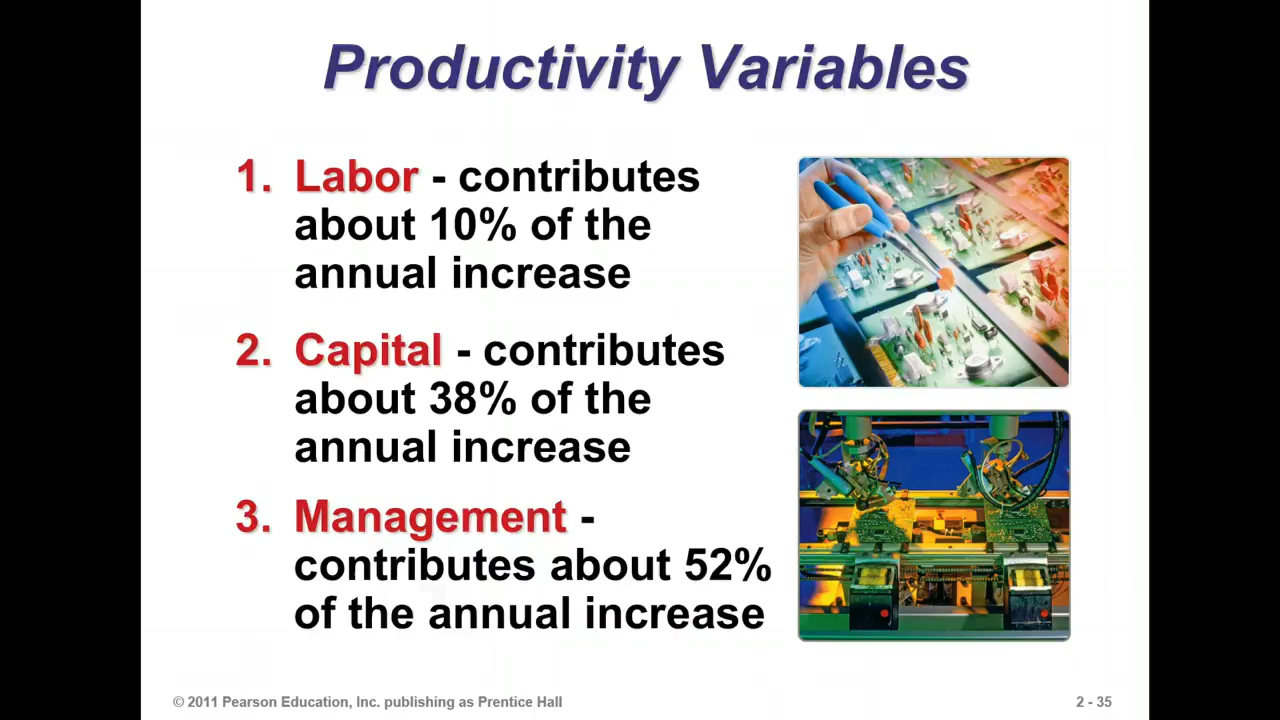 Productivity Variables
1. Labor - contributes
about 10% of the
annual increase
2. Capital - contributes
about 38% of the
annual increase
3. Management -
contributes about 52%
of the annual increase
© 2011 Pearson Education, Inc. publishing as Prentice Hall
2 - 35